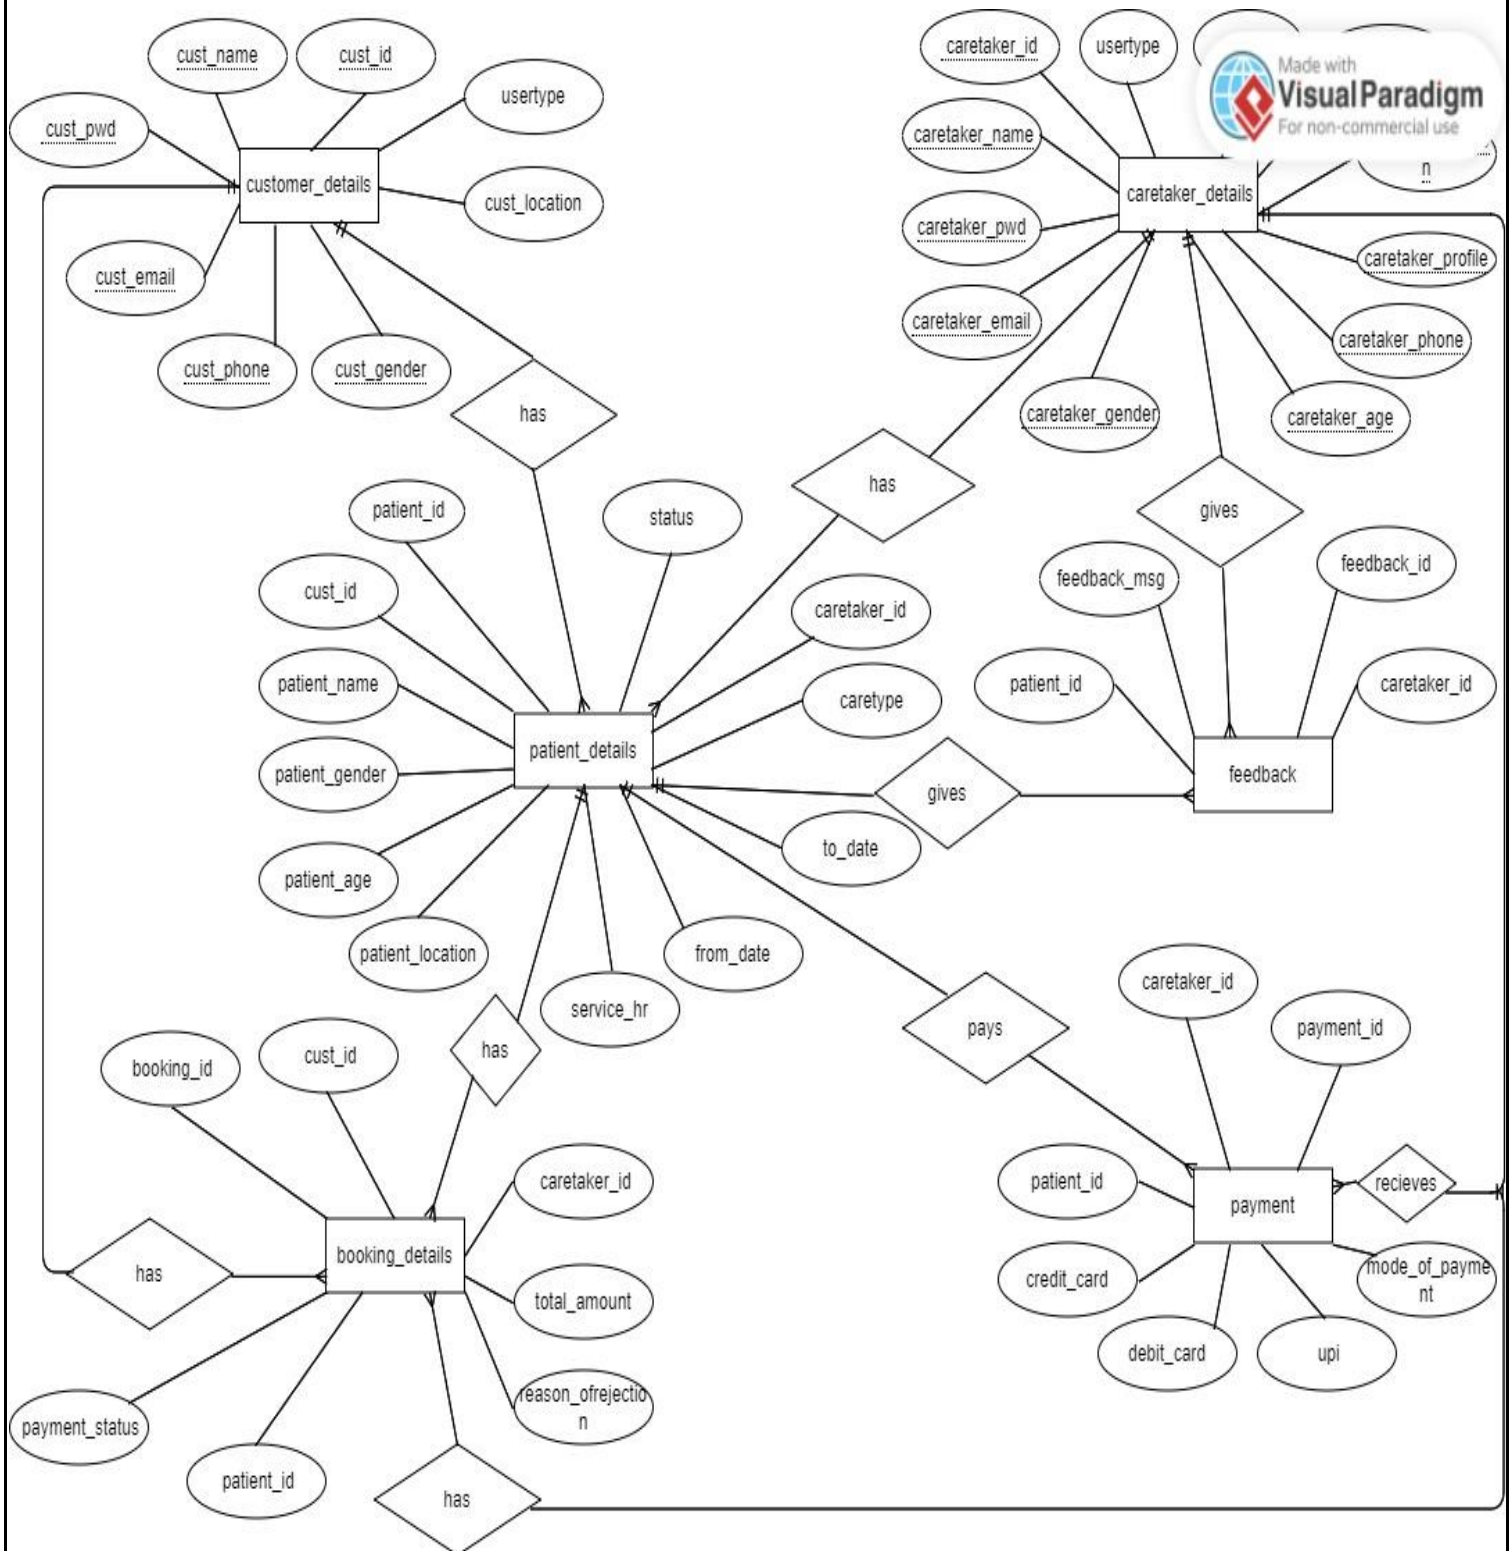 cust_name
cust_id
usertype
cust_pwd
customer_details
cust_location
cust_email
cust_phone
cust_gender
has
caretaker_id
usertype
Made with
Visual Paradigm
For non-commercial use
caretaker_name
n
caretaker_details
caretaker_pwd
caretaker_profile
caretaker_email
caretaker_phone
caretaker_gender
caretaker_age
has
gives
patient_id
status
cust_id
caretaker_id
patient_name
caretype
patient_details
patient_gender
patient_age
patient_location
service_hr
from_date
to_date
gives
feedback_msg
feedback_id
patient_id
caretaker_id
feedback
has
pays
booking_id
cust_id
caretaker_id
booking_details
has
total_amount
reason_ofrejectio
n
payment_status
patient_id
has
caretaker_id
payment_id
patient_id
payment
recieves
credit_card
mode_of_payme
nt
debit_card
upi